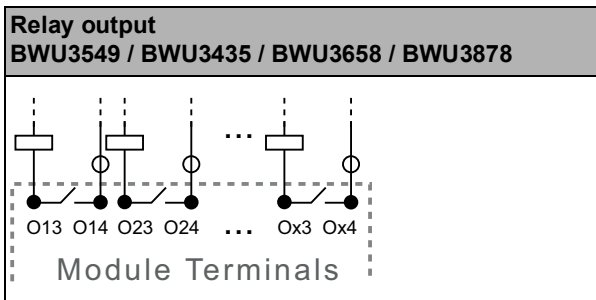 Relay output
BWU3549 / BWU3435 / BWU3658 / BWU3878
...
O13 O14 O23 O24 ... Ox3 Ox4
Module Terminals